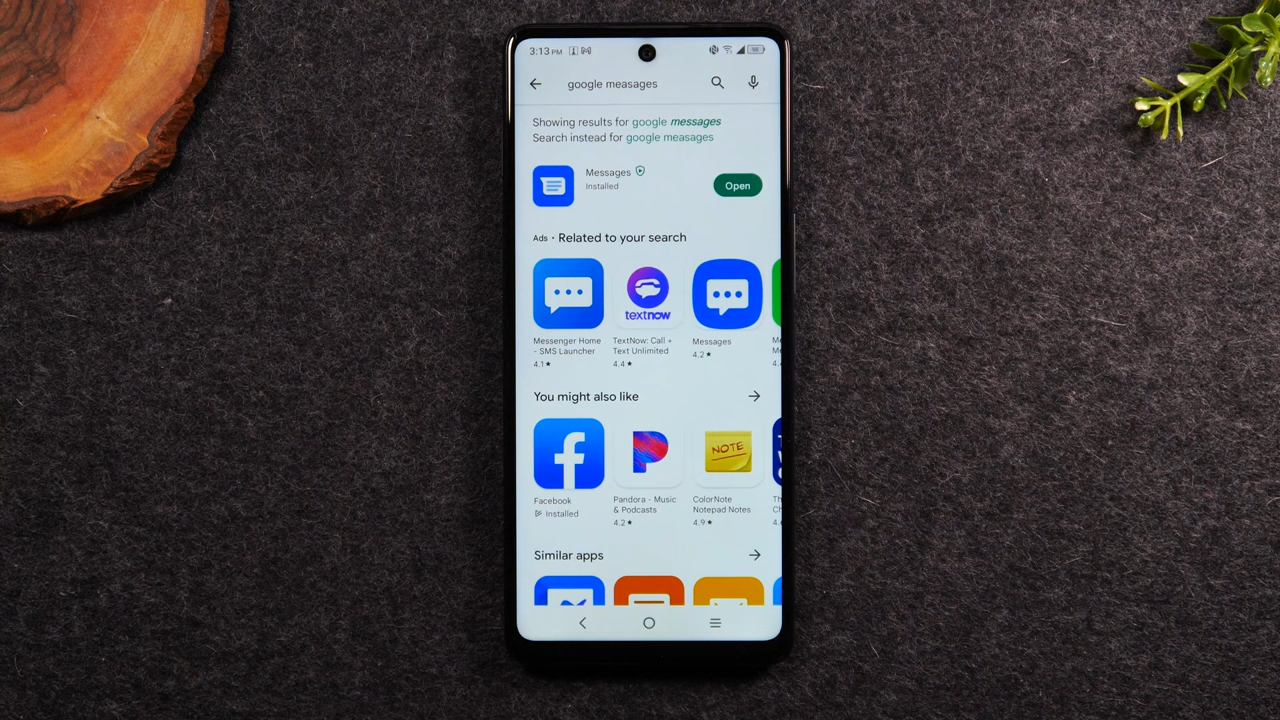 3:13 PM
google measages
Showing results for google messages
Search instead for google meas​ages
Messages
Installed
Open
Ads · Related to your search
Messenger Home
- SMS Launcher
4.1★
textnow
TextNow: Call +
Text Unlimited
4.4★
Messages
4.2★
You might also like
Facebook
Installed
Pandora - Music
& Podcasts
4.2★
NOTE
ColorNote
Notepad Notes
4.9★
Similar apps